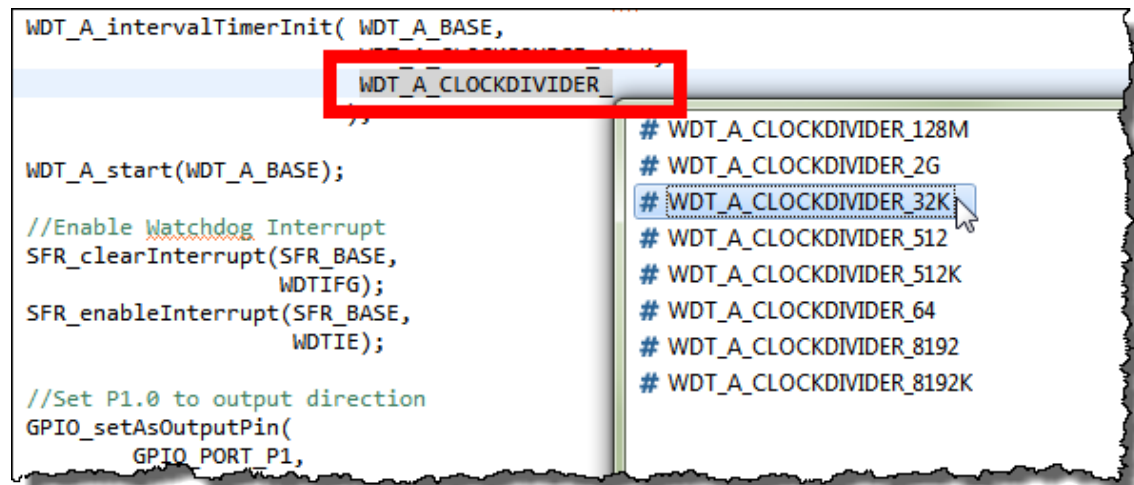 WDT_A_intervalTimerInit( WDT_A_BASE,
WDT_A_CLOCKDIVIDER_
);
WDT_A_start(WDT_A_BASE);
//Enable Watchdog Interrupt
SFR_clearInterrupt(SFR_BASE,
WDTIFG);
SFR_enableInterrupt(SFR_BASE,
WDTIE);
//Set P1.0 to output direction
GPIO_setAsOutputPin(
GPIO_PORT_P1,
# WDT_A_CLOCKDIVIDER_128M
# WDT_A_CLOCKDIVIDER_2G
# WDT_A_CLOCKDIVIDER_32K
# WDT_A_CLOCKDIVIDER_512
# WDT_A_CLOCKDIVIDER_512K
# WDT_A_CLOCKDIVIDER_64
# WDT_A_CLOCKDIVIDER_8192
# WDT_A_CLOCKDIVIDER_8192K